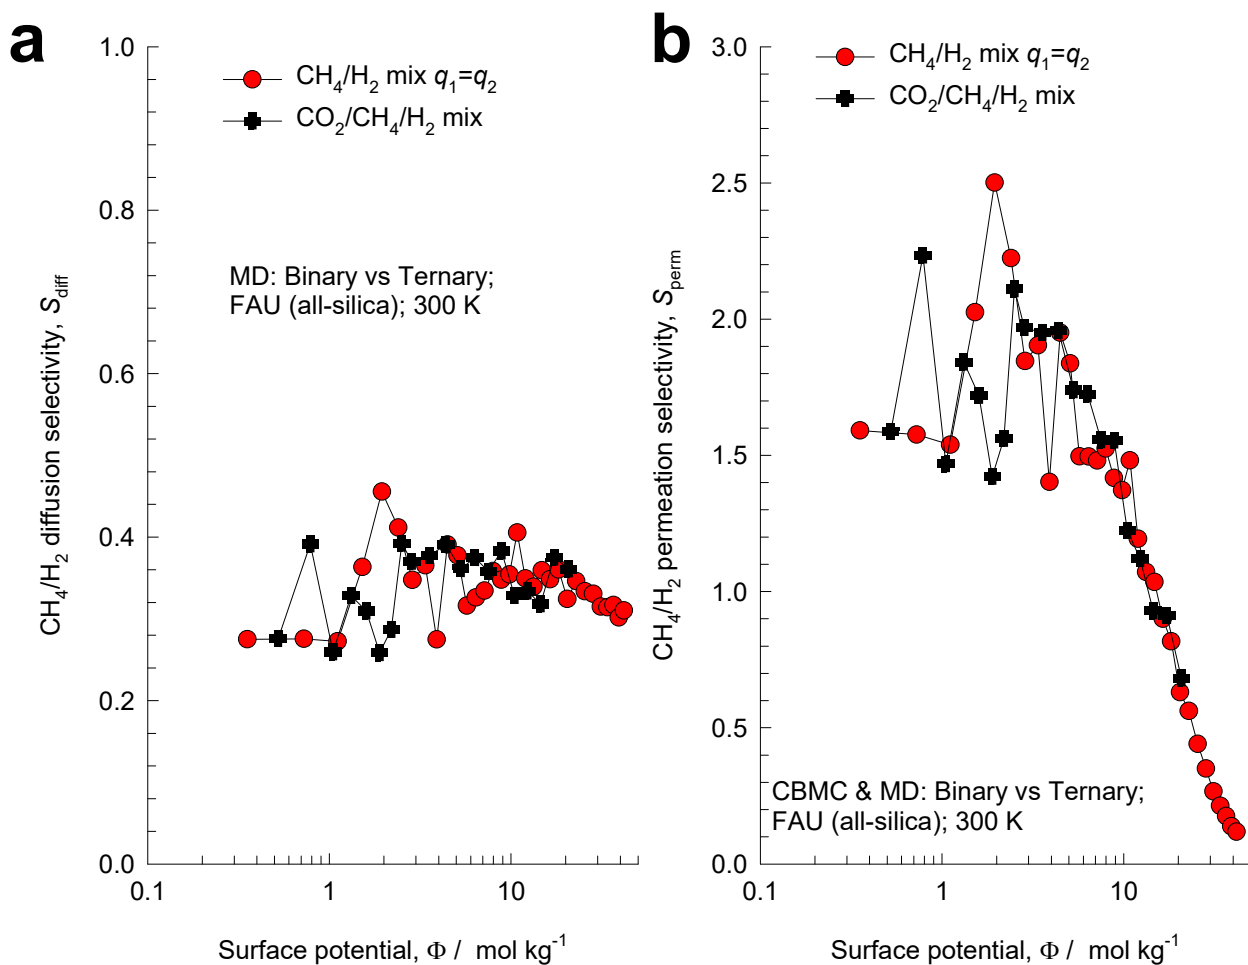 a
1.0
0.8
0.6
0.4
0.2
0.0
0.1
1
10
CH₄/H₂ diffusion selectivity, S_diff
Surface potential, Φ / mol kg⁻¹
CH₄/H₂ mix q₁=q₂
CO₂/CH₄/H₂ mix
MD: Binary vs Ternary;
FAU (all-silica); 300 K
b
3.0
2.5
2.0
1.5
1.0
0.5
0.0
0.1
1
10
CH₄/H₂ permeation selectivity, S_perm
Surface potential, Φ / mol kg⁻¹
CH₄/H₂ mix q₁=q₂
CO₂/CH₄/H₂ mix
CBMC & MD: Binary vs Ternary;
FAU (all-silica); 300 K